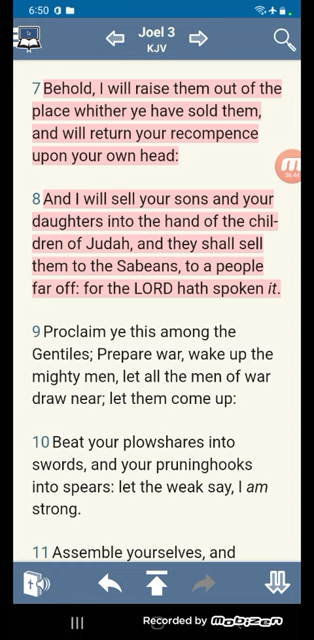 6:50
Joel 3
KJV
7 Behold, I will raise them out of the
place whither ye have sold them,
and will return your recompence
upon your own head:
8 And I will sell your sons and your
daughters into the hand of the chil-
dren of Judah, and they shall sell
them to the Sabeans, to a people
far off: for the LORD hath spoken it.
9 Proclaim ye this among the
Gentiles; Prepare war, wake up the
mighty men, let all the men of war
draw near; let them come up:
10 Beat your plowshares into
swords, and your pruninghooks
into spears: let the weak say, I am
strong.
11 Assemble yourselves, and
Recorded by mobizen